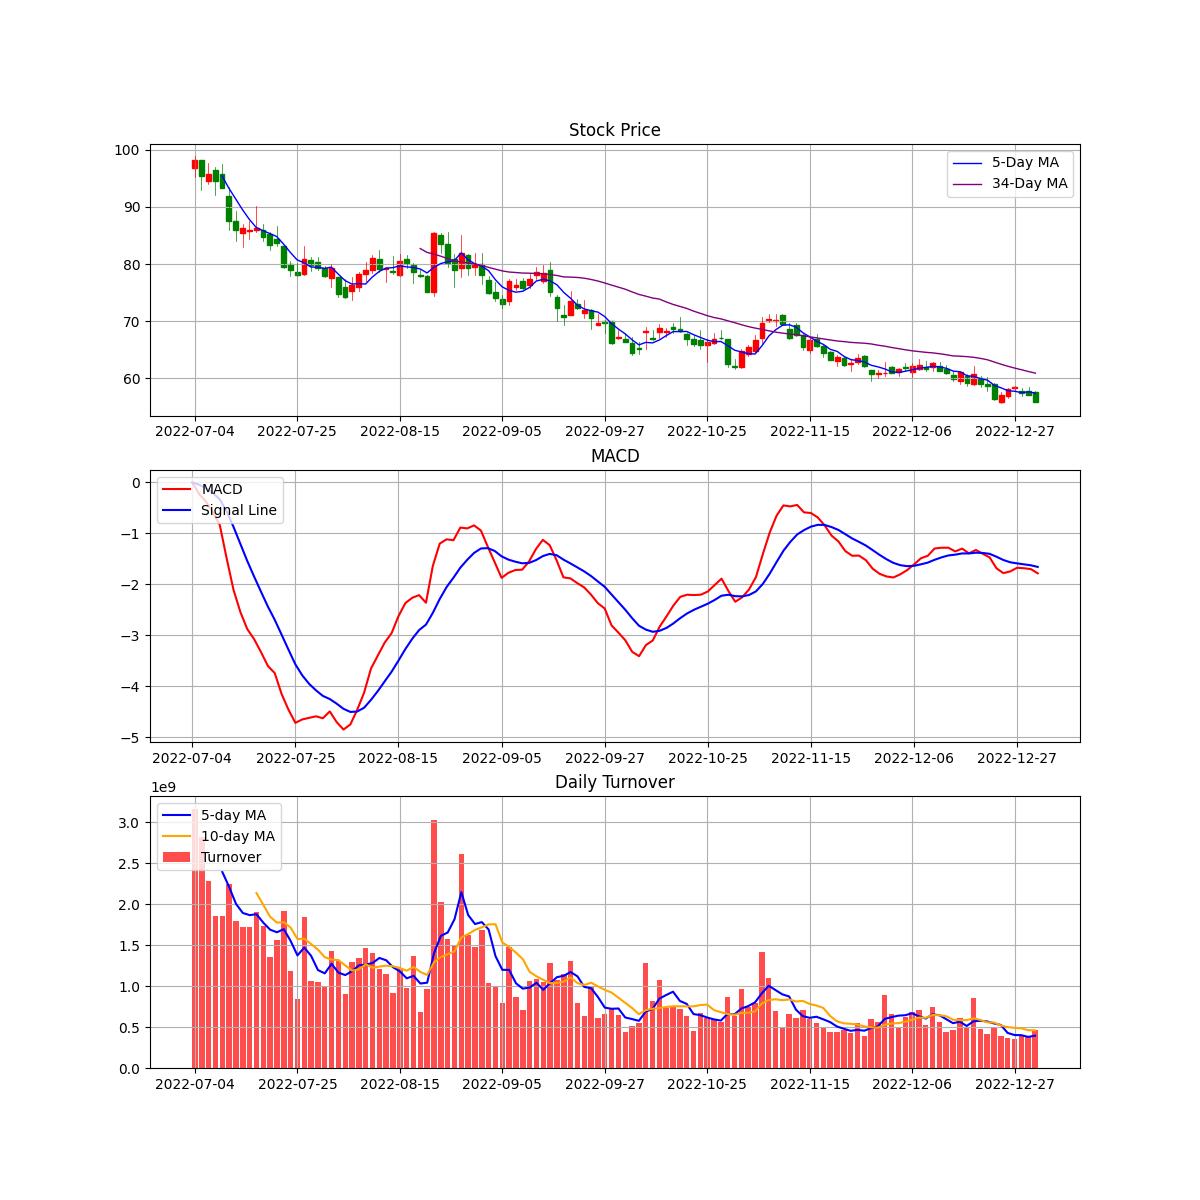 Stock Price
100
90
80
70
60
5-Day MA
34-Day MA
2022-07-04 2022-07-25 2022-08-15 2022-09-05 2022-09-27 2022-10-25 2022-11-15 2022-12-06 2022-12-27
MACD
0
−1
−2
−3
−4
−5
MACD
Signal Line
2022-07-04 2022-07-25 2022-08-15 2022-09-05 2022-09-27 2022-10-25 2022-11-15 2022-12-06 2022-12-27
Daily Turnover
1e9
3.0
2.5
2.0
1.5
1.0
0.5
0.0
5-day MA
10-day MA
Turnover
2022-07-04 2022-07-25 2022-08-15 2022-09-05 2022-09-27 2022-10-25 2022-11-15 2022-12-06 2022-12-27